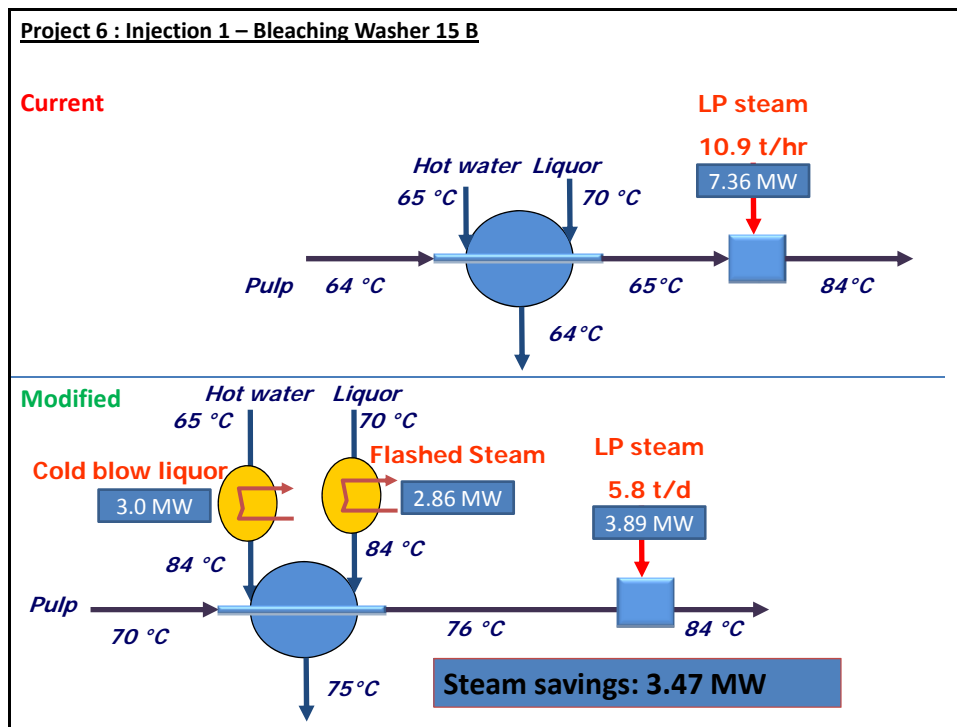 Project 6 : Injection 1 – Bleaching Washer 15 B
Current
LP steam
10.9 t/hr
7.36 MW
Hot water
Liquor
65 °C
70 °C
Pulp
64 °C
65°C
84°C
64°C
Modified
Hot water
Liquor
65 °C
70 °C
Cold blow liquor
3.0 MW
Flashed Steam
2.86 MW
LP steam
5.8 t/d
3.89 MW
84 °C
84 °C
Pulp
70 °C
76 °C
84 °C
75°C
Steam savings: 3.47 MW